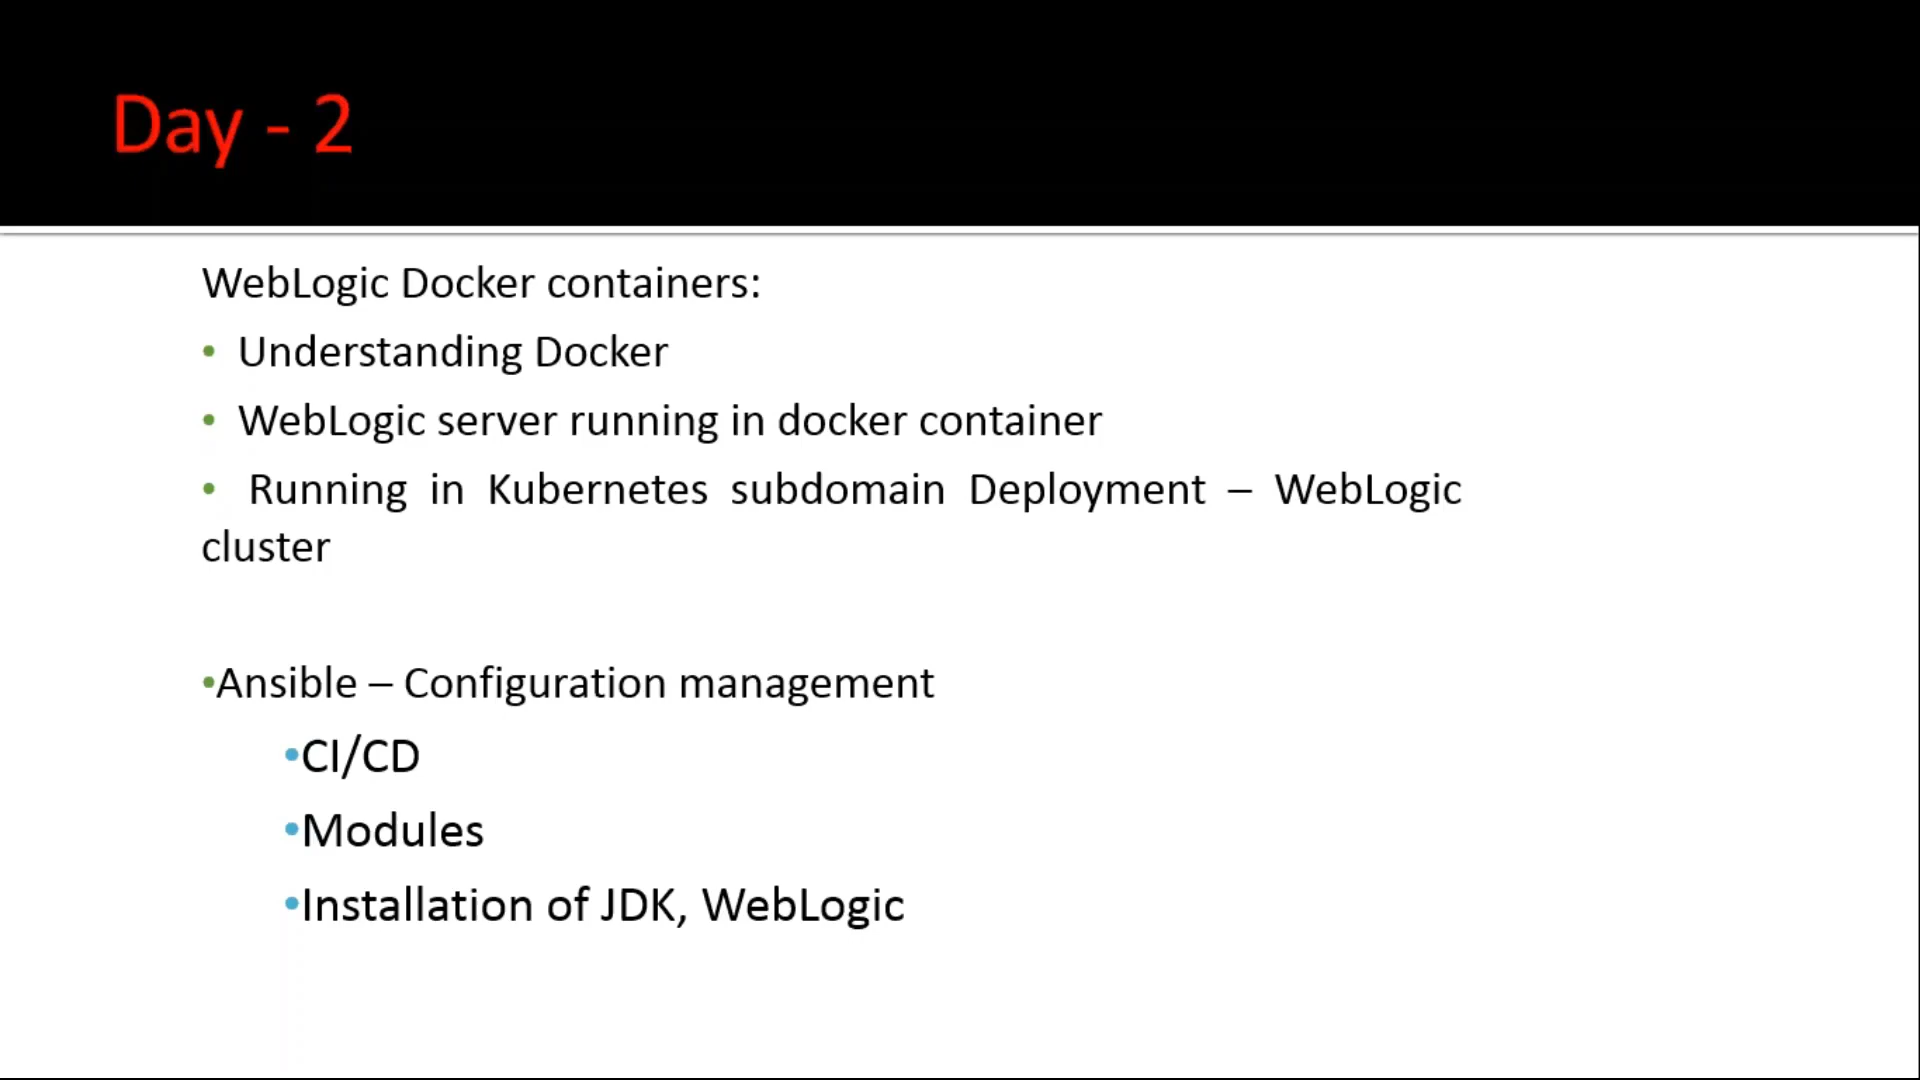 Day - 2
WebLogic Docker containers:
• Understanding Docker
• WebLogic server running in docker container
• Running in Kubernetes subdomain Deployment – WebLogic
cluster
•Ansible – Configuration management
•CI/CD
•Modules
•Installation of JDK, WebLogic